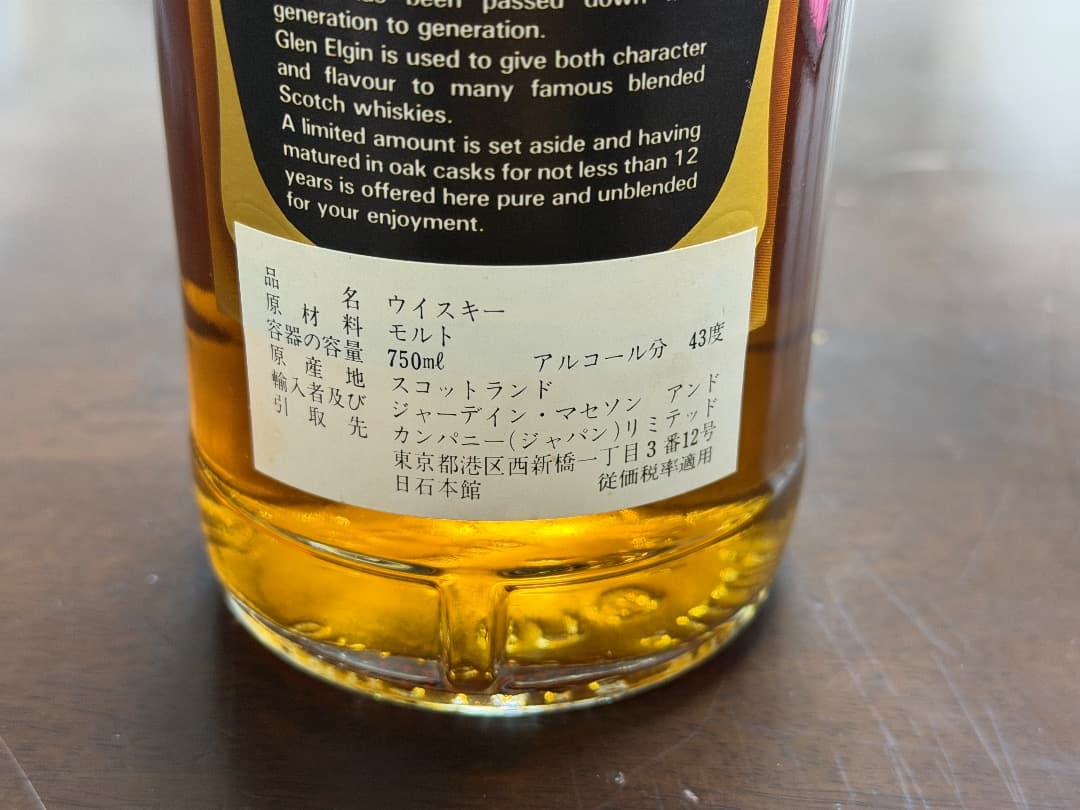 been passed down
generation to generation.
Glen Elgin is used to give both character
and flavour to many famous blended
Scotch whiskies.
A limited amount is set aside and having
matured in oak casks for not less than 12
years is offered here pure and unblended
for your enjoyment.
品名 ウイスキー
原材料 モルト
容器の容量 750mℓ アルコール分 43度
原産地 スコットランド
輸入者及び ジャーデイン・マセソン アンド
引取先 カンパニー(ジャパン)リミテッド
東京都港区西新橋一丁目3番12号
日石本館 従価税率適用